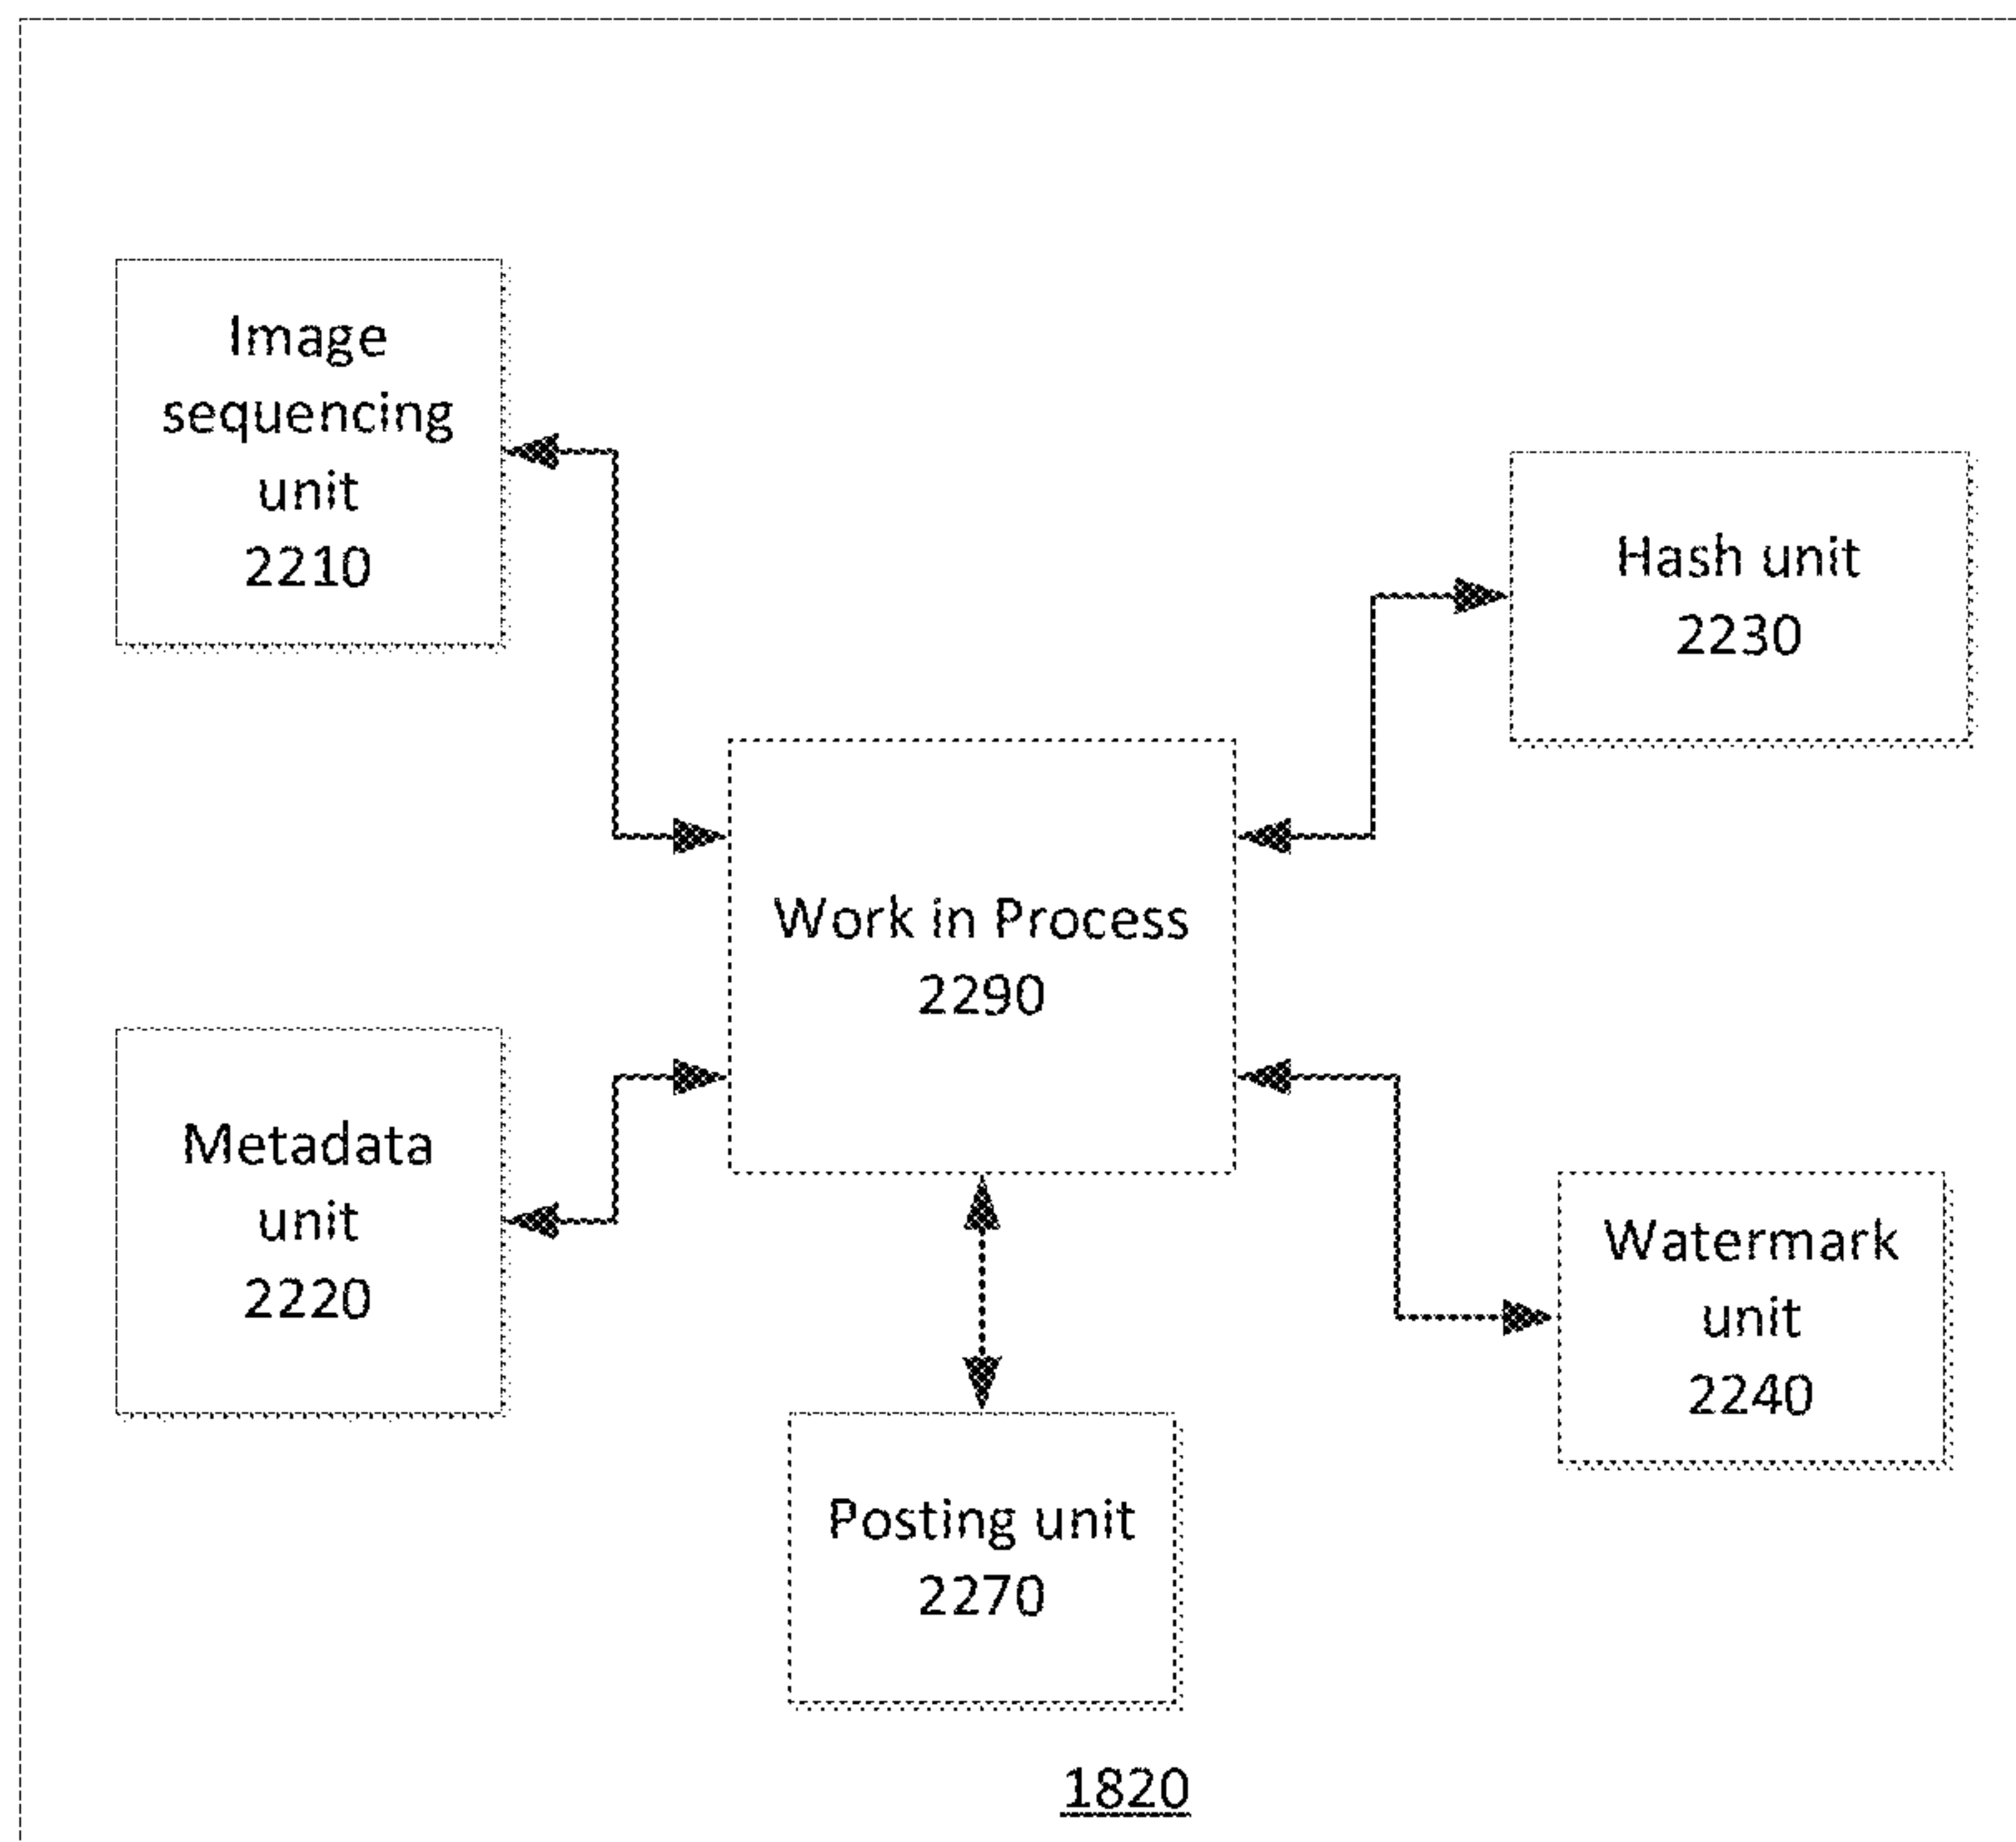 Image
sequencing
unit
2210
Hash unit
2230
Work in Process
2290
Metadata
unit
2220
Watermark
unit
2240
Posting unit
2270
1820